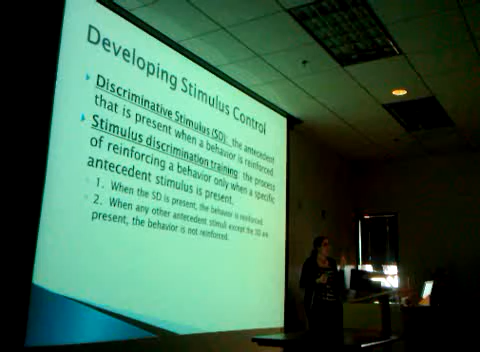 Developing Stimulus Control
Discriminative Stimulus (SD): the antecedent
that is present when a behavior is reinforced
Stimulus discrimination training: the process
of reinforcing a behavior only when a specific
antecedent stimulus is present.
1. When the SD is present, the behavior is reinforced.
2. When any other antecedent stimuli except the SD are
present, the behavior is not reinforced.